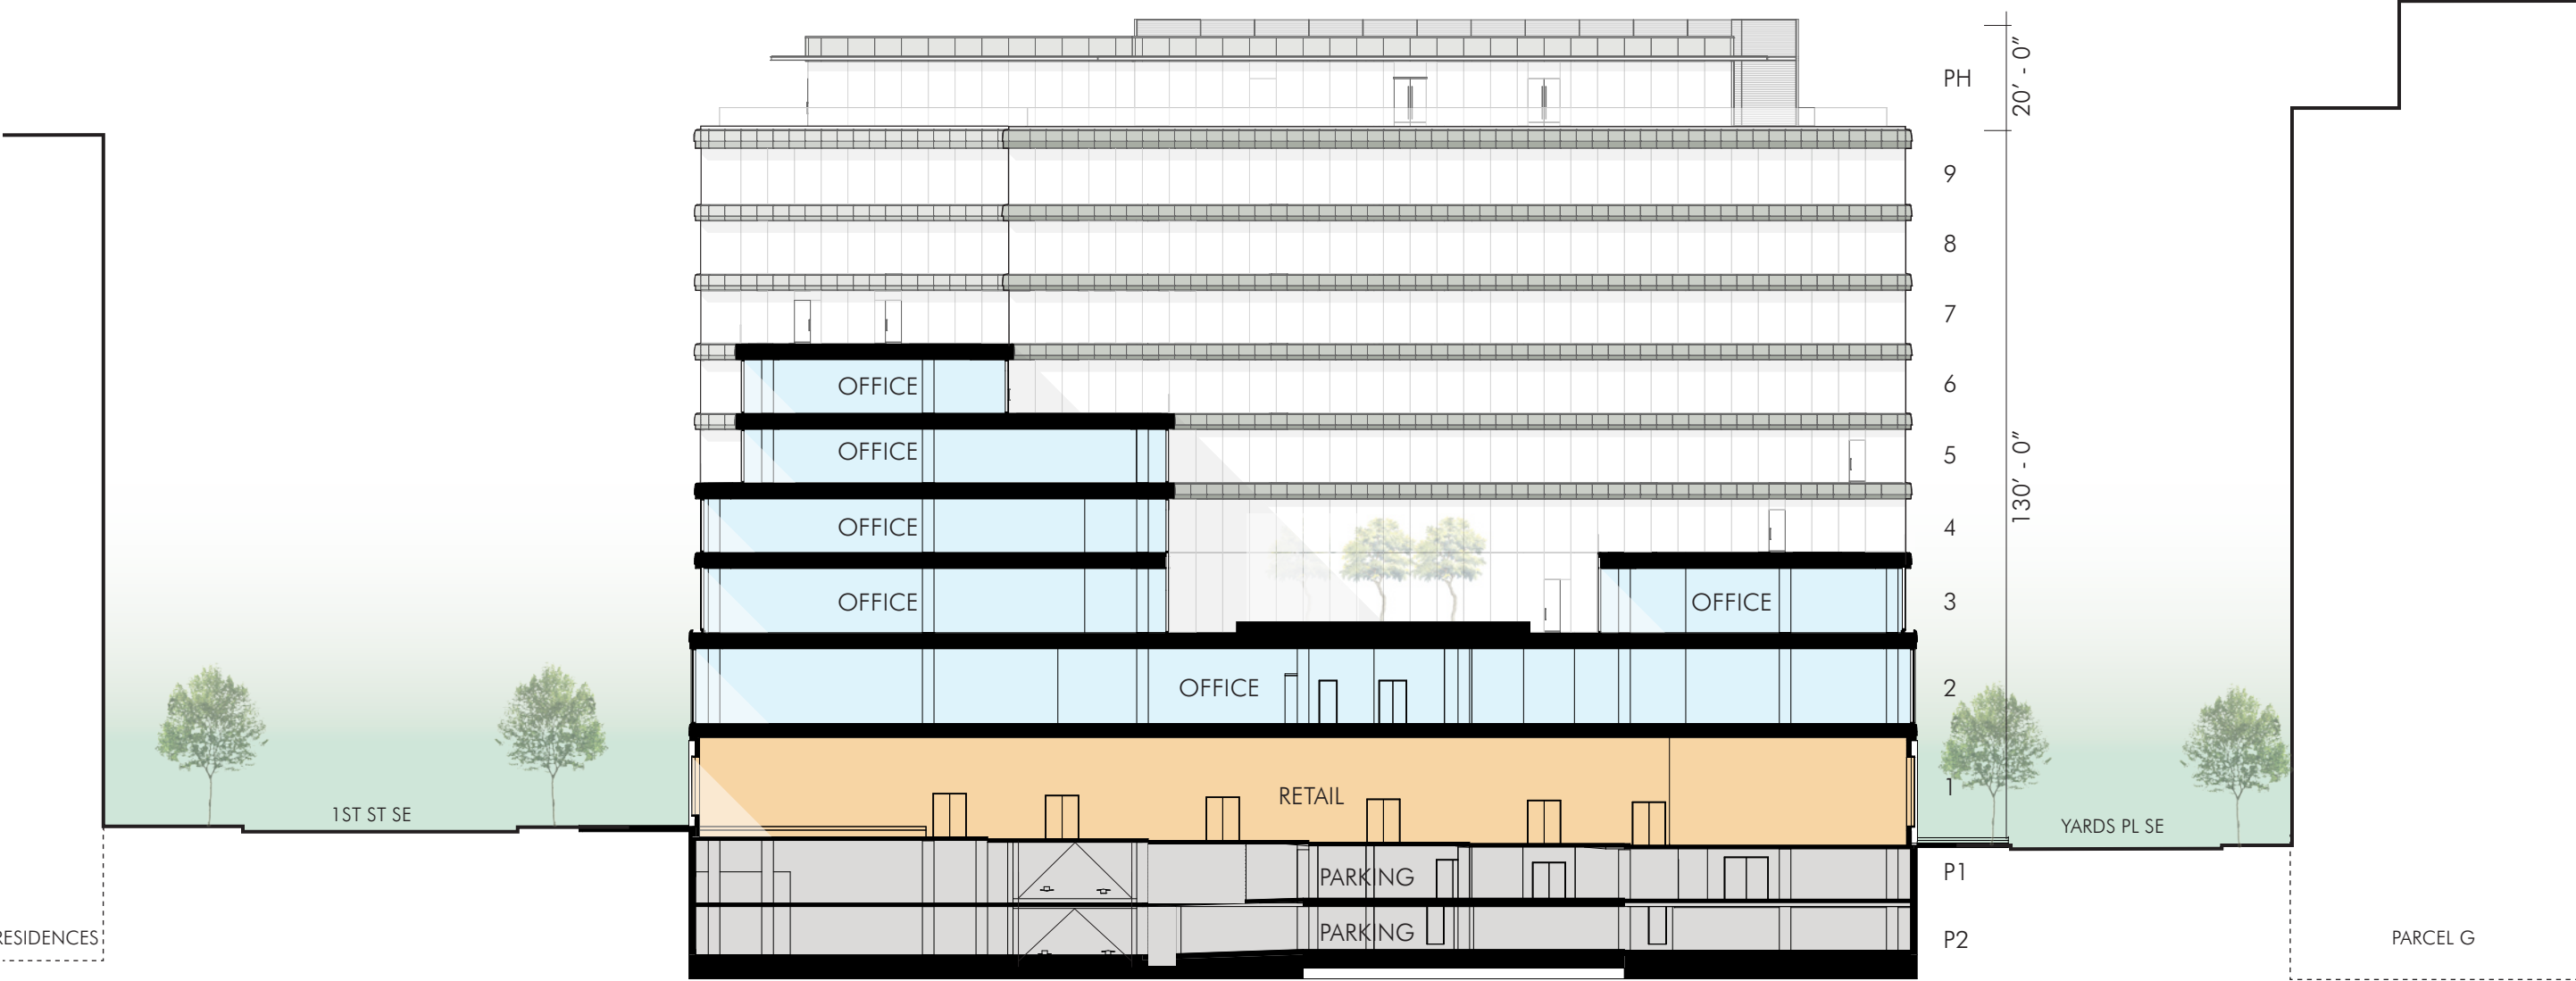 PH
20' - 0"
9
8
7
OFFICE
6
OFFICE
5
130' - 0"
OFFICE
4
OFFICE
OFFICE
3
OFFICE
2
RETAIL
1
1ST ST SE
YARDS PL SE
PARKING
P1
PARKING
P2
RESIDENCES
PARCEL G